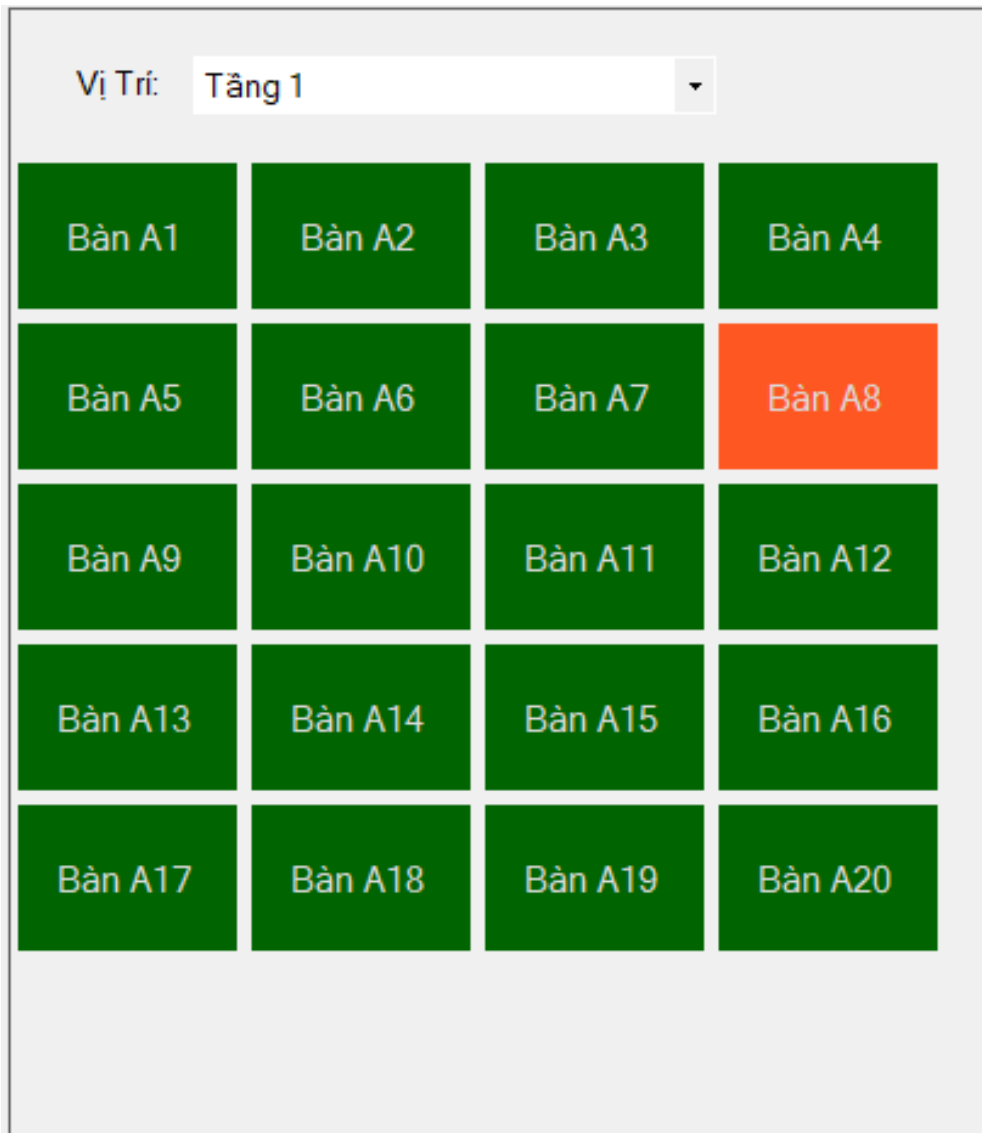 Vị Trí: Tầng 1
Bàn A1 Bàn A2 Bàn A3 Bàn A4
Bàn A5 Bàn A6 Bàn A7 Bàn A8
Bàn A9 Bàn A10 Bàn A11 Bàn A12
Bàn A13 Bàn A14 Bàn A15 Bàn A16
Bàn A17 Bàn A18 Bàn A19 Bàn A20